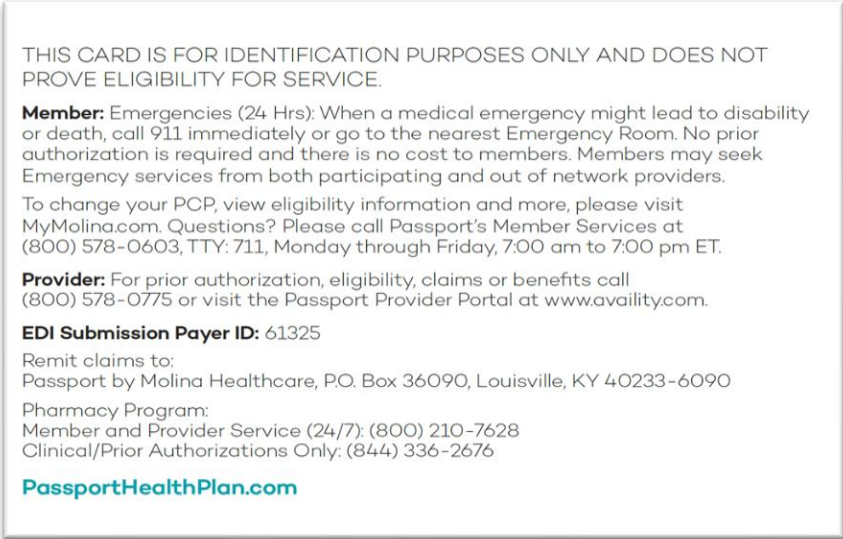 THIS CARD IS FOR IDENTIFICATION PURPOSES ONLY AND DOES NOT
PROVE ELIGIBILITY FOR SERVICE.
Member: Emergencies (24 Hrs): When a medical emergency might lead to disability
or death, call 911 immediately or go to the nearest Emergency Room. No prior
authorization is required and there is no cost to members. Members may seek
Emergency services from both participating and out of network providers.
To change your PCP, view eligibility information and more, please visit
MyMolina.com. Questions? Please call Passport's Member Services at
(800) 578-0603, TTY: 711, Monday through Friday, 7:00 am to 7:00 pm ET.
Provider: For prior authorization, eligibility, claims or benefits call
(800) 578-0775 or visit the Passport Provider Portal at www.availity.com.
EDI Submission Payer ID: 61325
Remit claims to:
Passport by Molina Healthcare, P.O. Box 36090, Louisville, KY 40233-6090
Pharmacy Program:
Member and Provider Service (24/7): (800) 210-7628
Clinical/Prior Authorizations Only: (844) 336-2676
PassportHealthPlan.com